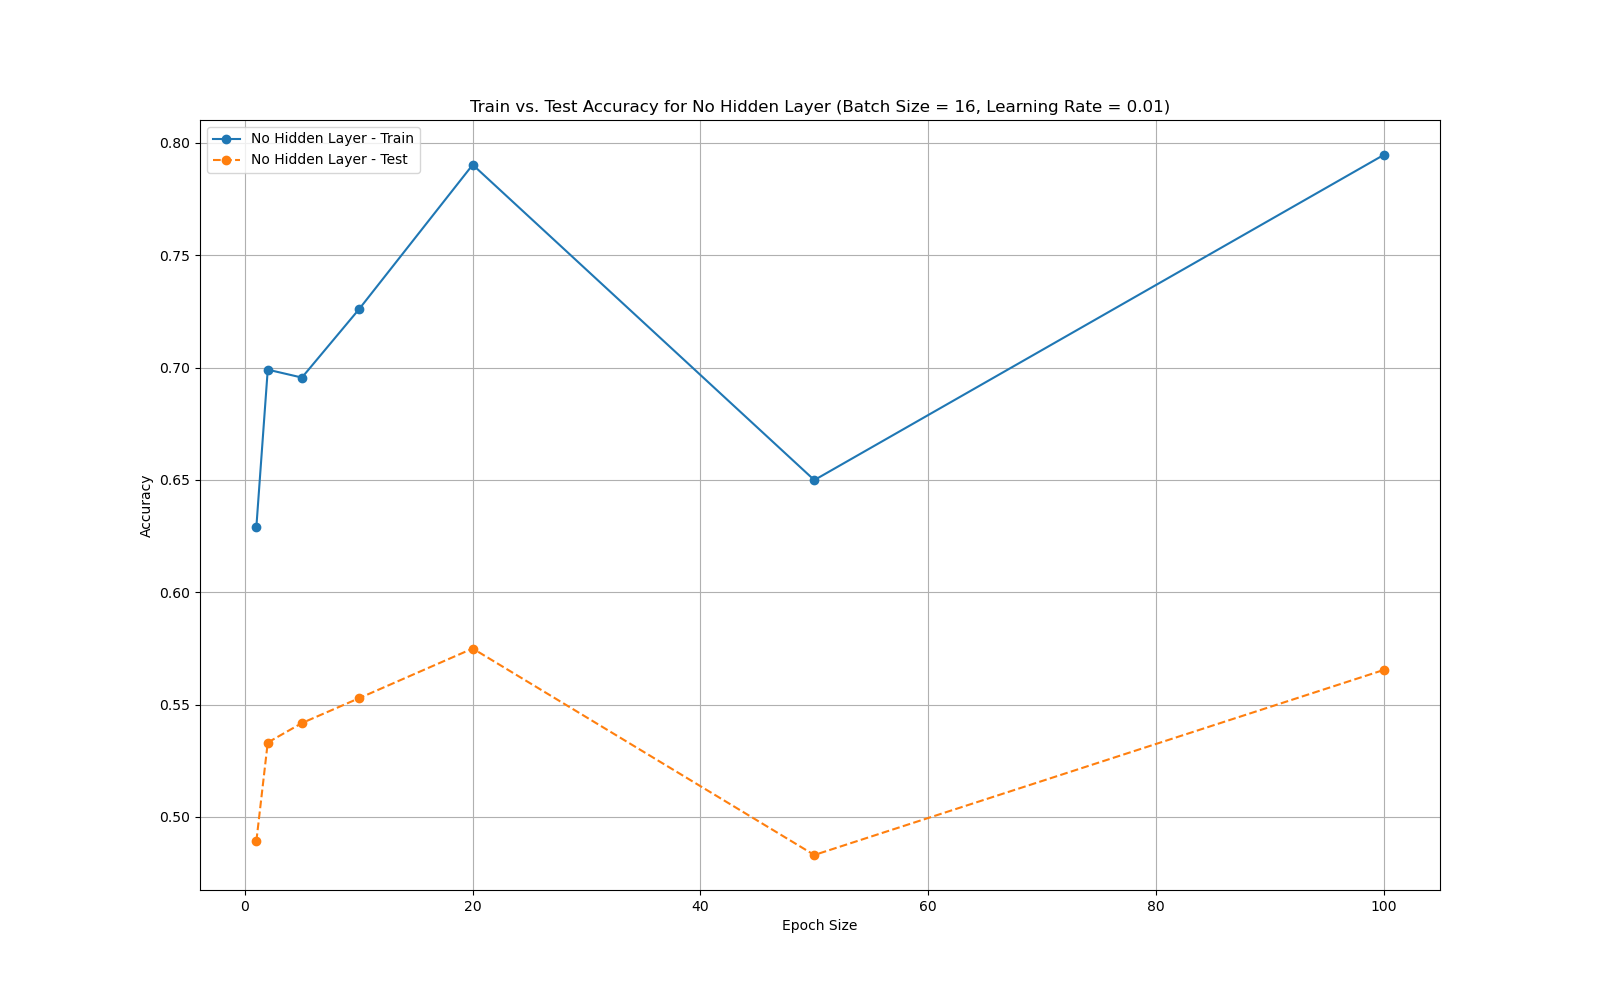 Train vs. Test Accuracy for No Hidden Layer (Batch Size = 16, Learning Rate = 0.01)
No Hidden Layer - Train
No Hidden Layer - Test
Accuracy
0.80
0.75
0.70
0.65
0.60
0.55
0.50
0 20 40 60 80 100
Epoch Size